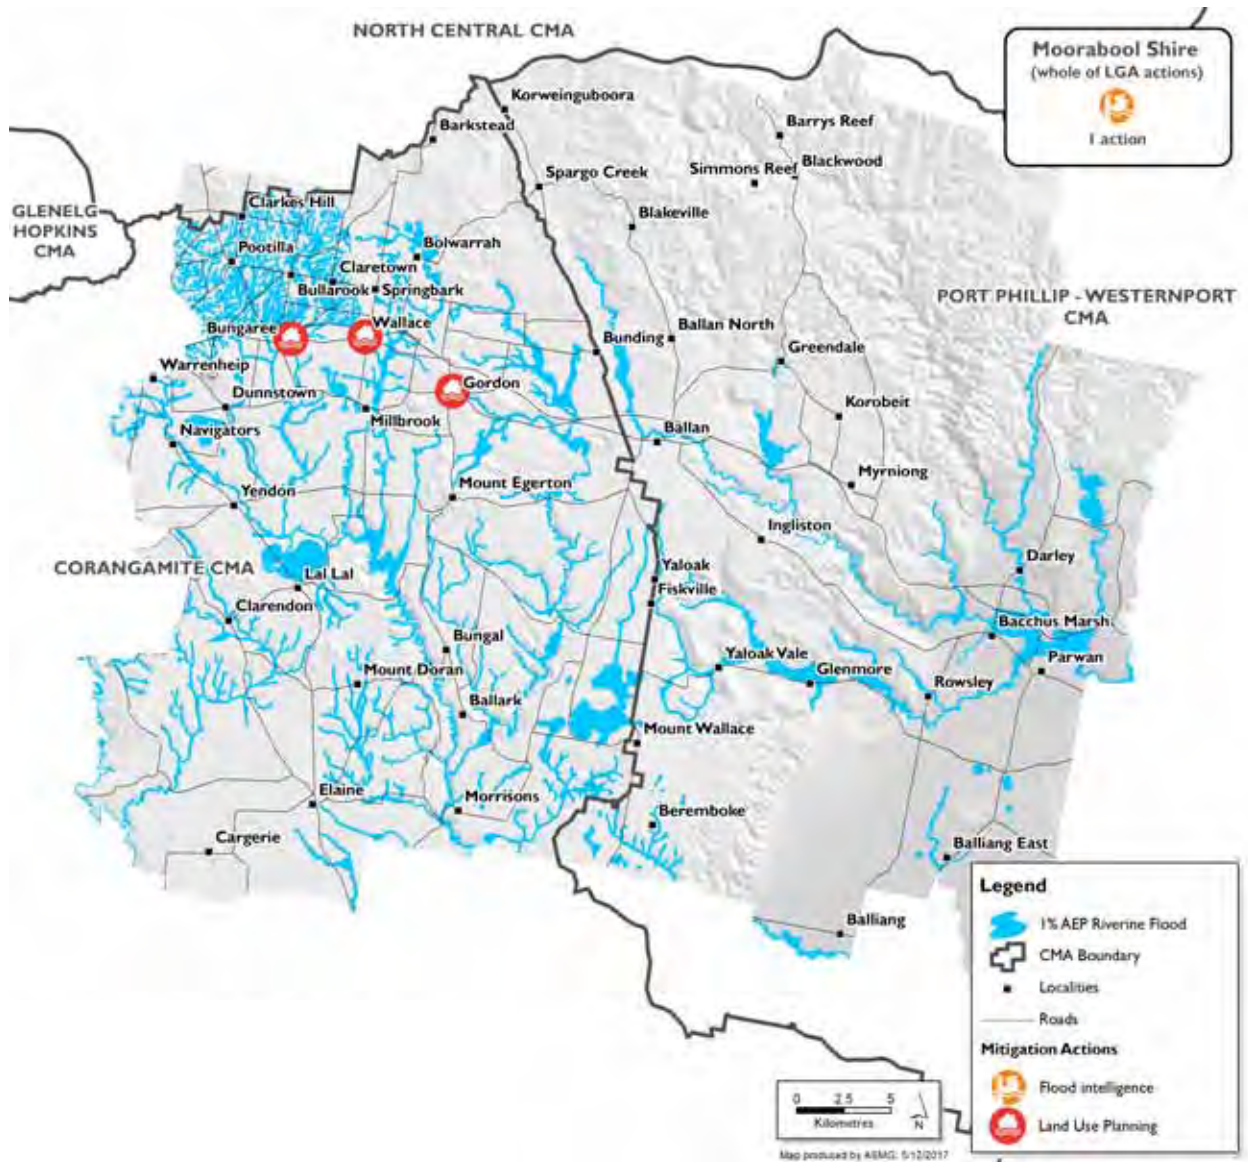 NORTH CENTRAL CMA
Moorabool Shire
(whole of LGA actions)
1 action
Korweinguboora
Barkstead
Barrys Reef
Simmons Reef
Blackwood
Spargo Creek
Clarkes Hill
Blakeville
GLENELG
HOPKINS
CMA
Pootilla
Bolwarrah
Claretown
Bullarook
Springbark
PORT PHILLIP - WESTERNPORT
CMA
Bungaree
Wallace
Ballan North
Bunding
Greendale
Warrenheip
Gordon
Dunnstown
Korobeit
Millbrook
Navigators
Ballan
Myrniong
Mount Egerton
Yendon
Ingliston
Darley
CORANGAMITE CMA
Lal Lal
Yaloak
Fiskville
Clarendon
Bacchus Marsh
Bungal
Parwan
Mount Doran
Yaloak Vale
Glenmore
Rowsley
Ballark
Mount Wallace
Elaine
Morrisons
Beremboke
Cargerie
Balliang East
Balliang
Legend
1% AEP Riverine Flood
CMA Boundary
Localities
Roads
Mitigation Actions
Flood intelligence
Land Use Planning
0 2.5 5
Kilometres
N
Map produced by ASMG, 5/12/2017